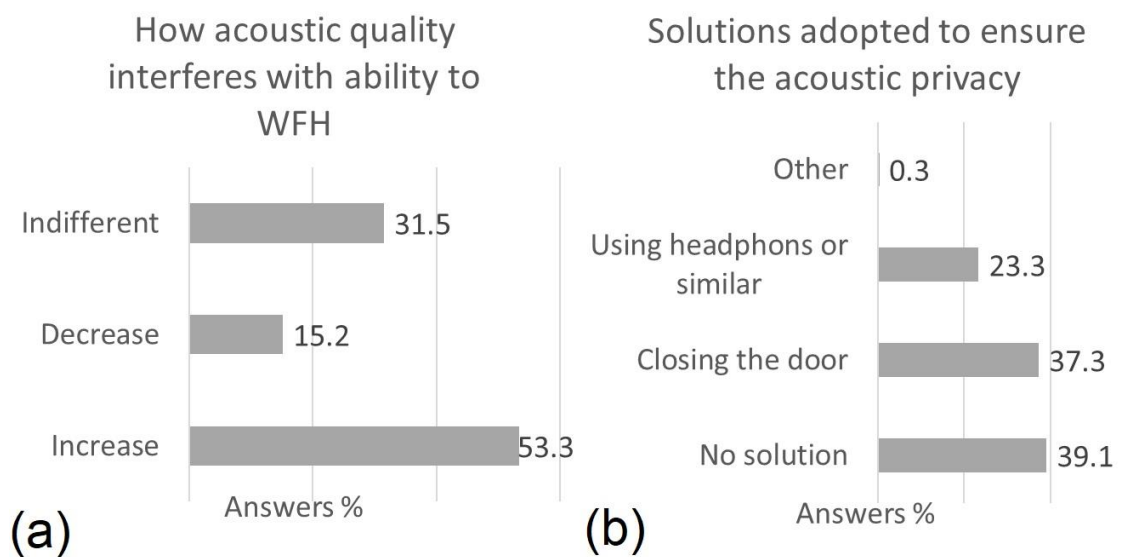 How acoustic quality
interferes with ability to
WFH
Indifferent
31.5
Decrease
15.2
Increase
53.3
Answers %
(a)
Solutions adopted to ensure
the acoustic privacy
Other
0.3
Using headphons or
similar
23.3
Closing the door
37.3
No solution
39.1
Answers %
(b)